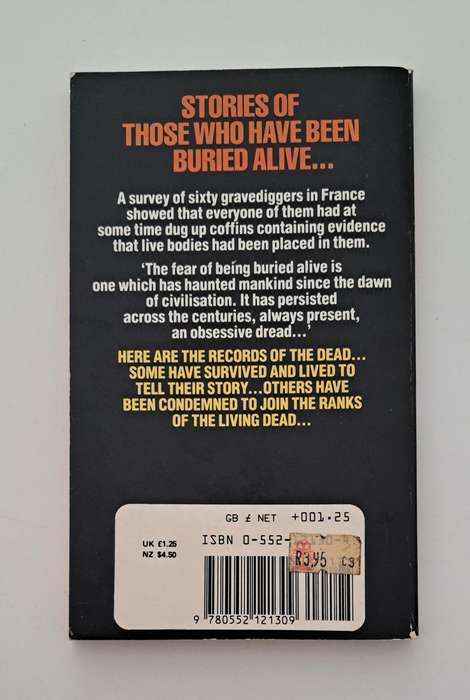 STORIES OF
THOSE WHO HAVE BEEN
BURIED ALIVE...
A survey of sixty gravediggers in France
showed that everyone of them had at
some time dug up coffins containing evidence
that live bodies had been placed in them.
'The fear of being buried alive is
one which has haunted mankind since the dawn
of civilisation. It has persisted
across the centuries, always present,
an obsessive dread...'
HERE ARE THE RECORDS OF THE DEAD...
SOME HAVE SURVIVED AND LIVED TO
TELL THEIR STORY...OTHERS HAVE
BEEN CONDEMNED TO JOIN THE RANKS
OF THE LIVING DEAD...
GB £ NET +001.25
UK £1.25
NZ $4.50
ISBN 0-552-
R3,95 C3
9 780552 121309